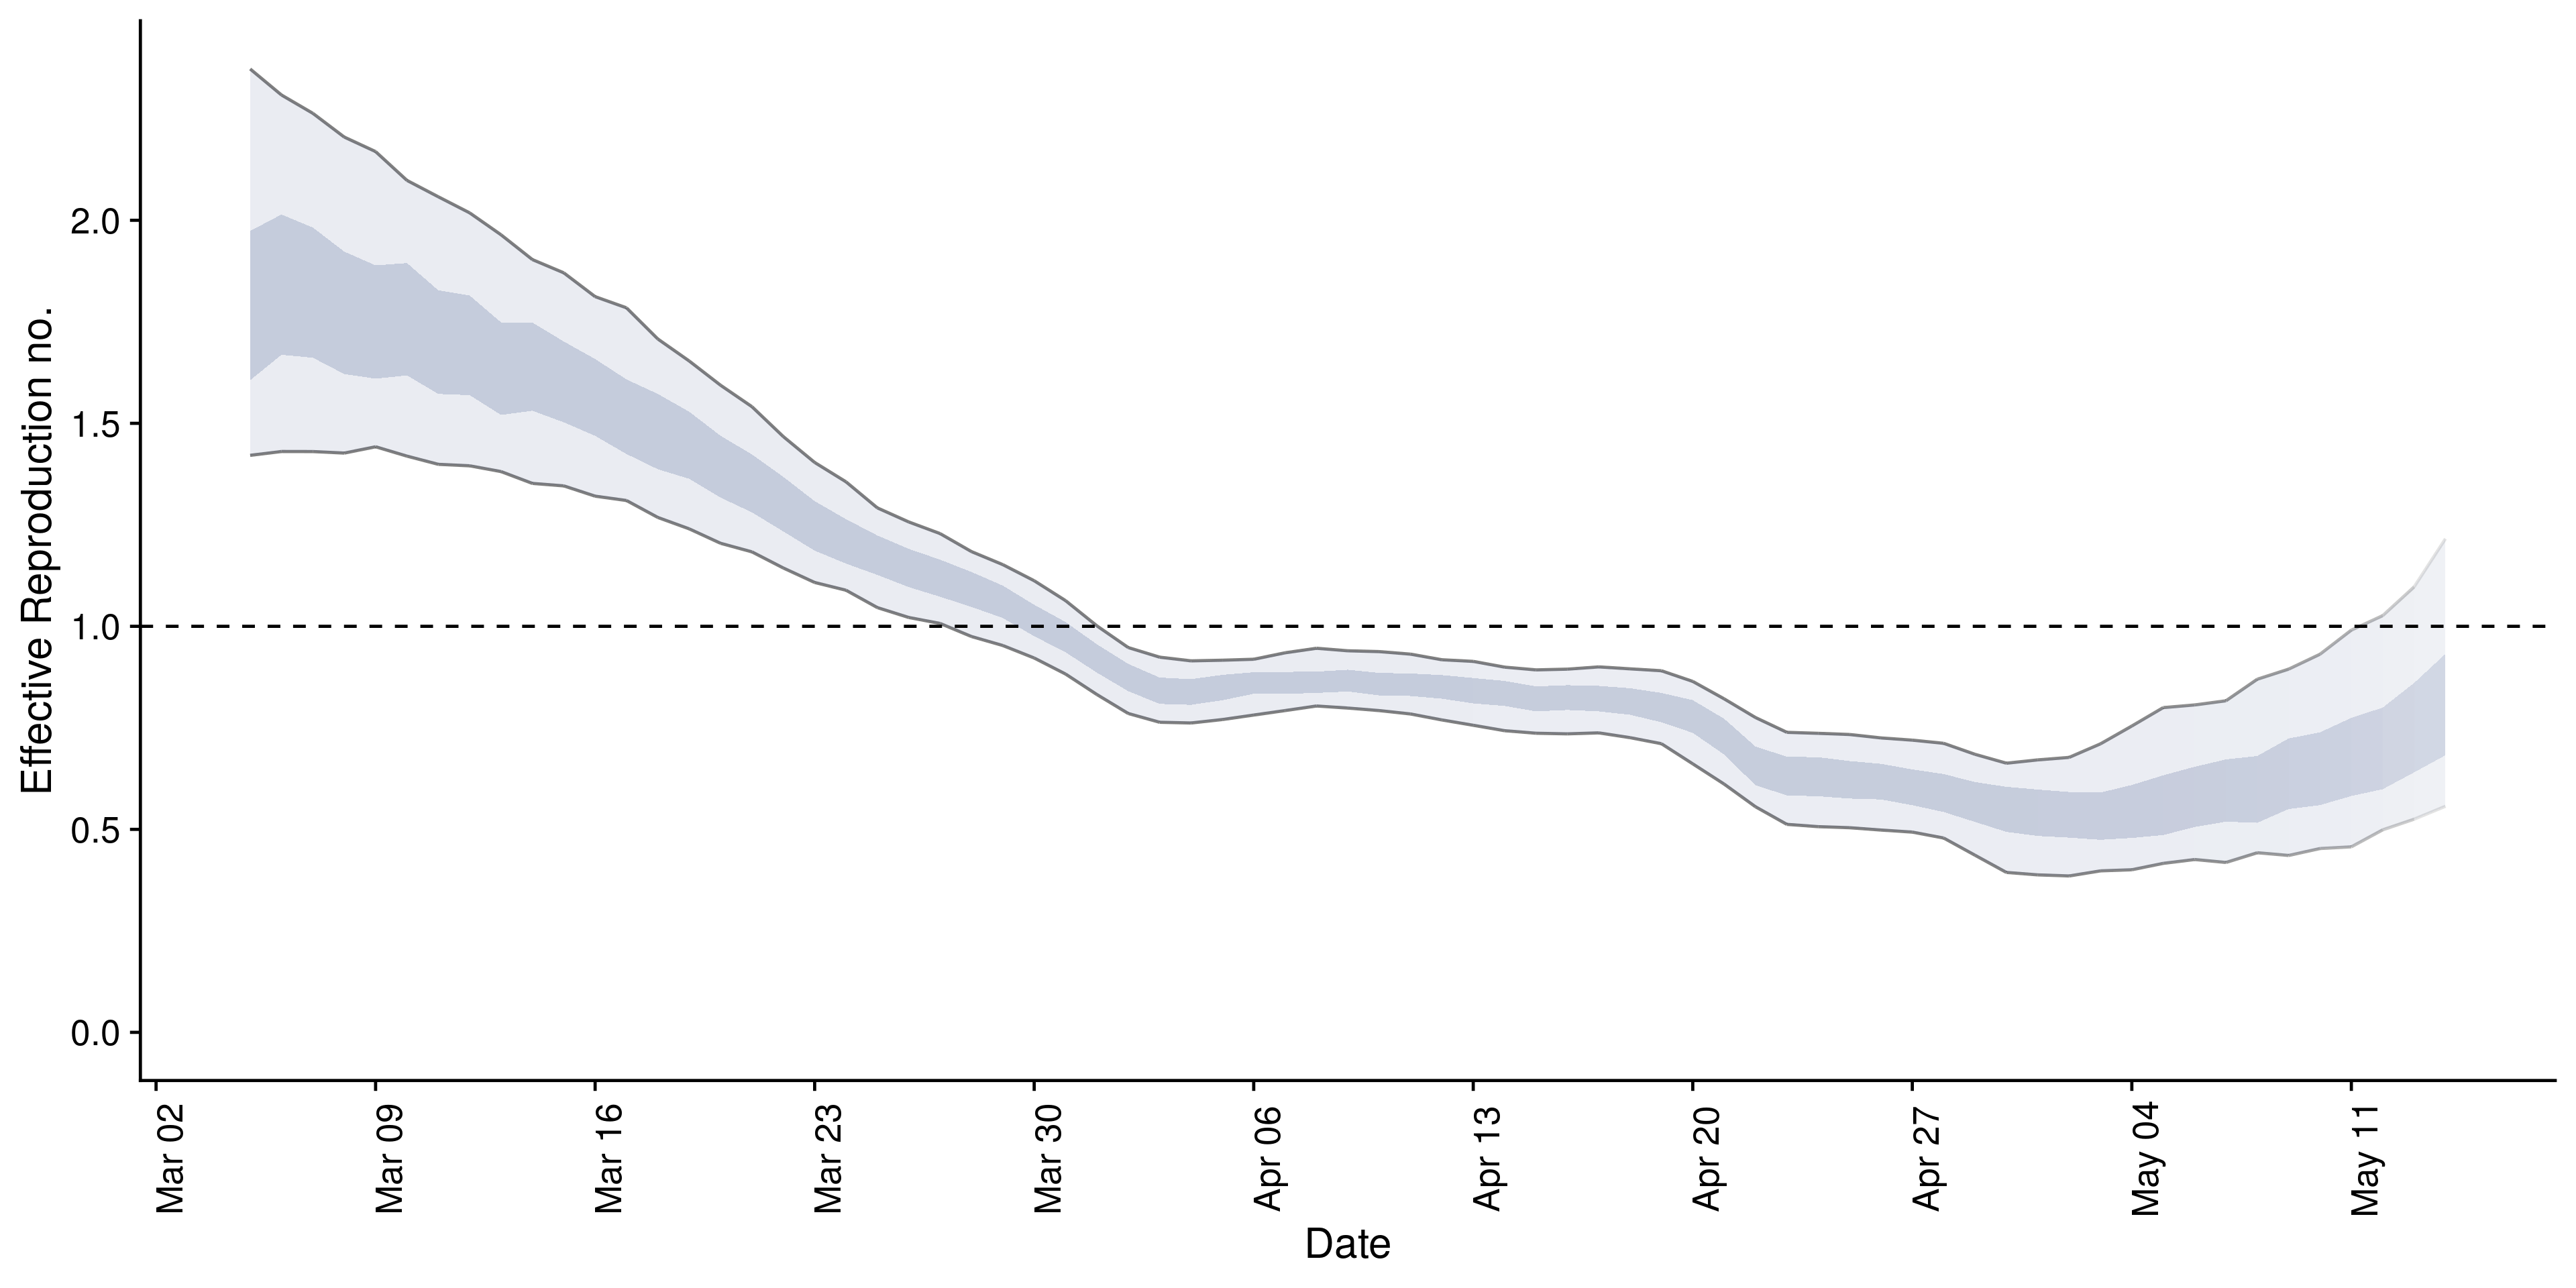 Effective Reproduction no.
2.0
1.5
1.0
0.5
0.0
Mar 02
Mar 09
Mar 16
Mar 23
Mar 30
Apr 06
Apr 13
Apr 20
Apr 27
May 04
May 11
Date